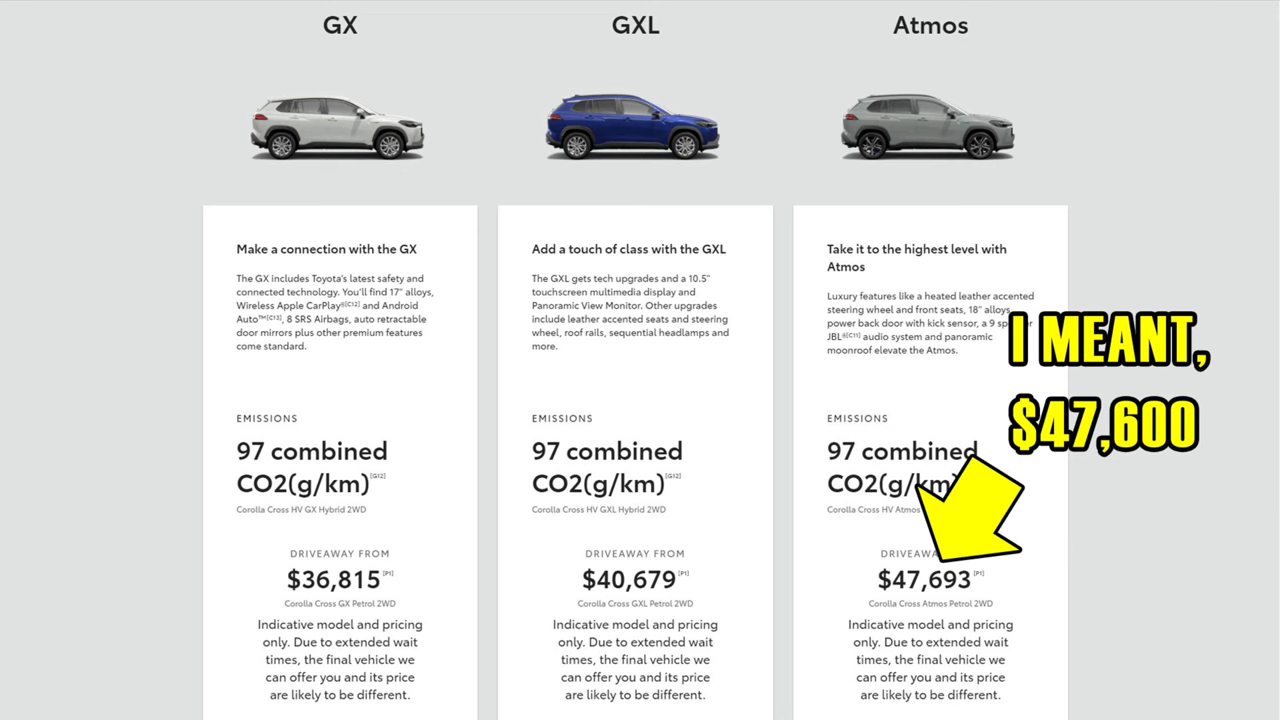 GX
GXL
Atmos
Make a connection with the GX
The GX includes Toyota's latest safety and
connected technology. You'll find 17" alloys,
Wireless Apple CarPlay®[C12] and Android
Auto™[C13], 8 SRS Airbags, auto retractable
door mirrors plus other premium features
come standard.
EMISSIONS
97 combined
CO2(g/km)[G12]
Corolla Cross HV GX Hybrid 2WD
DRIVEAWAY FROM
$36,815[P1]
Corolla Cross GX Petrol 2WD
Indicative model and pricing
only. Due to extended wait
times, the final vehicle we
can offer you and its price
are likely to be different.
Add a touch of class with the GXL
The GXL gets tech upgrades and a 10.5"
touchscreen multimedia display and
Panoramic View Monitor. Other upgrades
include leather accented seats and steering
wheel, roof rails, sequential headlamps and
more.
EMISSIONS
97 combined
CO2(g/km)[G12]
Corolla Cross HV GXL Hybrid 2WD
DRIVEAWAY FROM
$40,679[P1]
Corolla Cross GXL Petrol 2WD
Indicative model and pricing
only. Due to extended wait
times, the final vehicle we
can offer you and its price
are likely to be different.
Take it to the highest level with
Atmos
Luxury features like a heated leather accented
steering wheel and front seats, 18" alloys
power back door with kick sensor, a 9
JBL®[C11] audio system and panoramic
moonroof elevate the Atmos.
EMISSIONS
97 combined
CO2(g/km)
Corolla Cross HV Atmos
$47,693[P1]
Corolla Cross Atmos Petrol 2WD
Indicative model and pricing
only. Due to extended wait
times, the final vehicle we
can offer you and its price
are likely to be different.
I MEANT,
$47,600